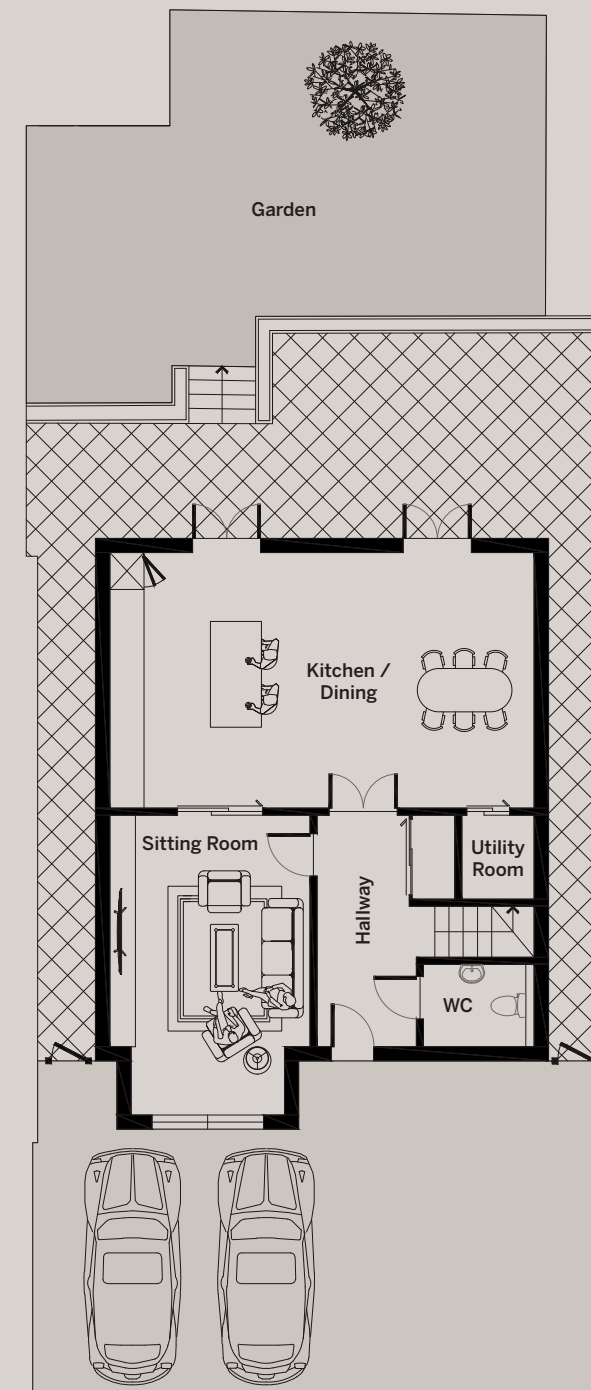 Garden
Kitchen /
Dining
Sitting Room
Utility
Room
Hallway
WC